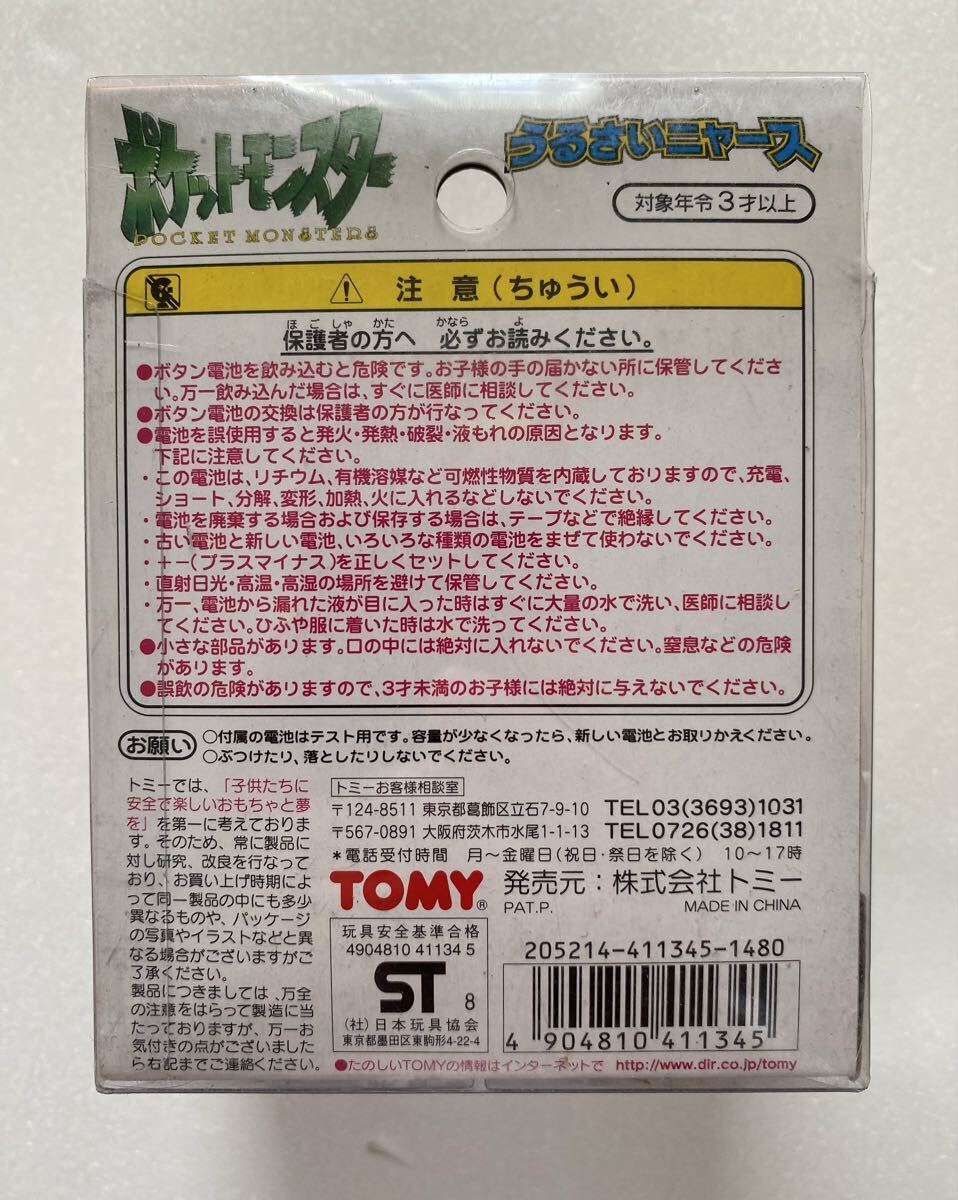 ポケットモンスター
POCKET MONSTERS
うるさいニャース
対象年令3才以上
注意(ちゅうい)
保護者の方へ 必ずお読みください。
ほごしゃ かた かなら よ
●ボタン電池を飲み込むと危険です。お子様の手の届かない所に保管してくださ
い。万一飲み込んだ場合は、すぐに医師に相談してください。
●ボタン電池の交換は保護者の方が行なってください。
●電池を誤使用すると発火・発熱・破裂・液もれの原因となります。
下記に注意してください。
・この電池は、リチウム、有機溶媒など可燃性物質を内蔵しておりますので、充電、
ショート、分解、変形、加熱、火に入れるなどしないでください。
・電池を廃棄する場合および保存する場合は、テープなどで絶縁してください。
・古い電池と新しい電池、いろいろな種類の電池をまぜて使わないでください。
・+-(プラスマイナス)を正しくセットしてください。
・直射日光・高温・高湿の場所を避けて保管してください。
・万一、電池から漏れた液が目に入った時はすぐに大量の水で洗い、医師に相談し
てください。ひふや服に着いた時は水で洗ってください。
●小さな部品があります。口の中には絶対に入れないでください。窒息などの危険
があります。
●誤飲の危険がありますので、3才未満のお子様には絶対に与えないでください。
お願い
○付属の電池はテスト用です。容量が少なくなったら、新しい電池とお取りかえください。
○ぶつけたり、落としたりしないでください。
トミーでは、「子供たちに
安全で楽しいおもちゃと夢
を」を第一に考えておりま
す。そのため、常に製品に
対し研究、改良を行なって
おり、お買い上げ時期によ
って同一製品の中にも多少
異なるものや、パッケージ
の写真やイラストなどと異
なる場合がございますがご
了承ください。
製品につきましては、万全
の注意をはらって製造に当
たっておりますが、万一お
気付きの点がございました
ら右記までご連絡ください。
トミーお客様相談室
〒124-8511 東京都葛飾区立石7-9-10 TEL03(3693)1031
〒567-0891 大阪府茨木市水尾1-1-13 TEL0726(38)1811
*電話受付時間 月〜金曜日(祝日・祭日を除く) 10〜17時
TOMY® 発売元:株式会社トミー
PAT.P. MADE IN CHINA
玩具安全基準合格
4904810 41134 5
ST 8
(社)日本玩具協会
東京都墨田区東駒形4-22-4
205214-411345-1480
4 904810 411345
●たのしいTOMYの情報はインターネットで http://www.dir.co.jp/tomy